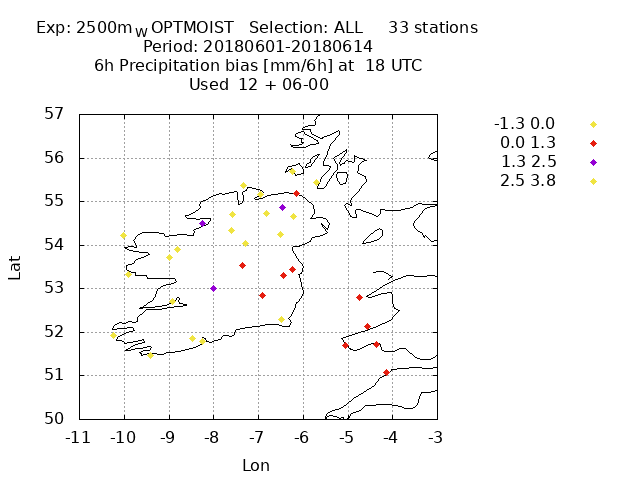 Exp: 2500m_W OPTMOIST Selection: ALL 33 stations
Period: 20180601-20180614
6h Precipitation bias [mm/6h] at 18 UTC
Used 12 + 06-00
-1.3 0.0
0.0 1.3
1.3 2.5
2.5 3.8
57
56
55
54
53
52
51
50
Lat
-11 -10 -9 -8 -7 -6 -5 -4 -3
Lon